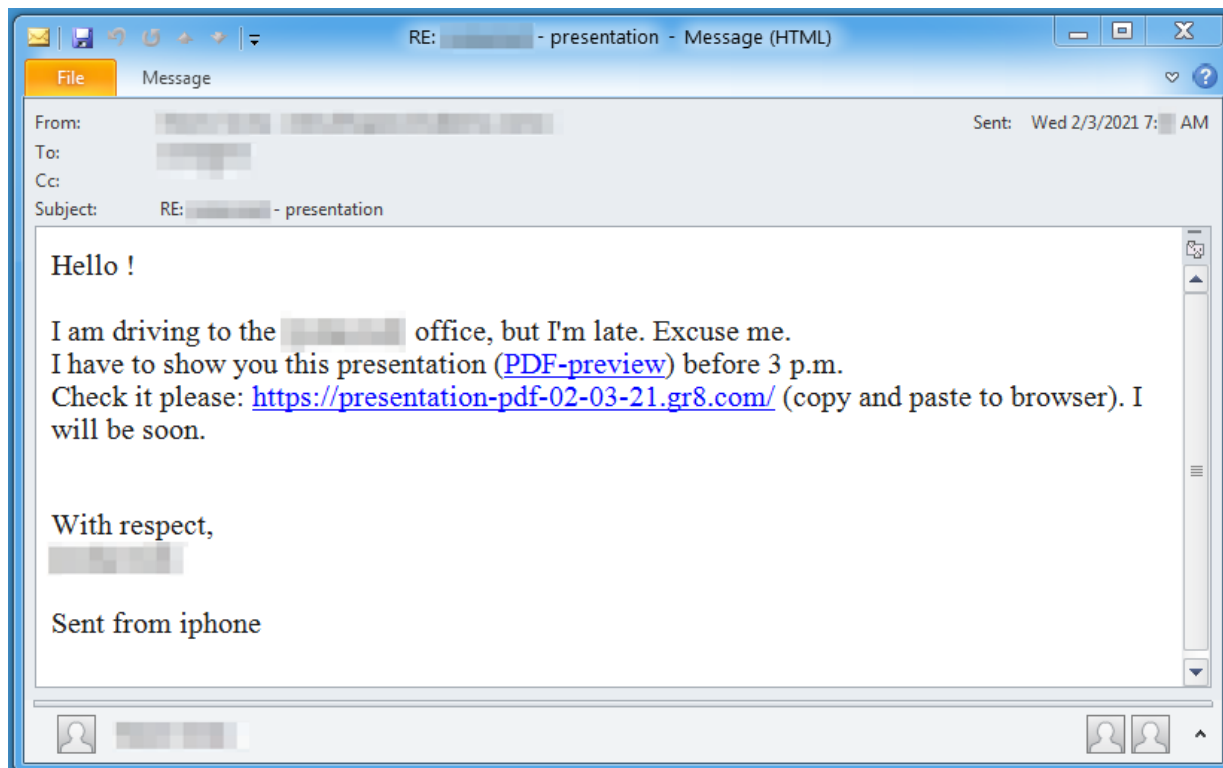 RE: - presentation - Message (HTML)
File Message
From:
Sent: Wed 2/3/2021 7: AM
To:
Cc:
Subject: RE: - presentation
Hello !
I am driving to the office, but I'm late. Excuse me.
I have to show you this presentation (PDF-preview) before 3 p.m.
Check it please: https://presentation-pdf-02-03-21.gr8.com/ (copy and paste to browser). I
will be soon.
With respect,
Sent from iphone